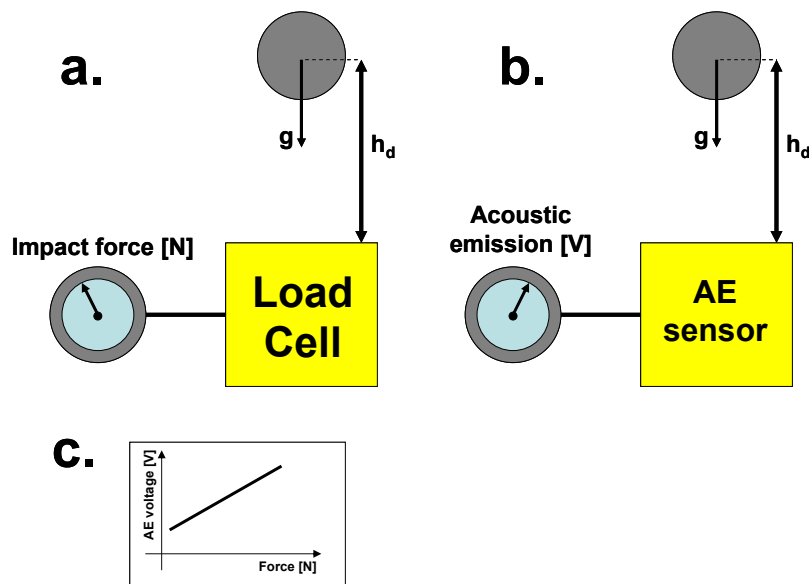 a.
g
h_d
Impact force [N]
Load
Cell
b.
g
h_d
Acoustic
emission [V]
AE
sensor
c.
AE voltage [V]
Force [N]